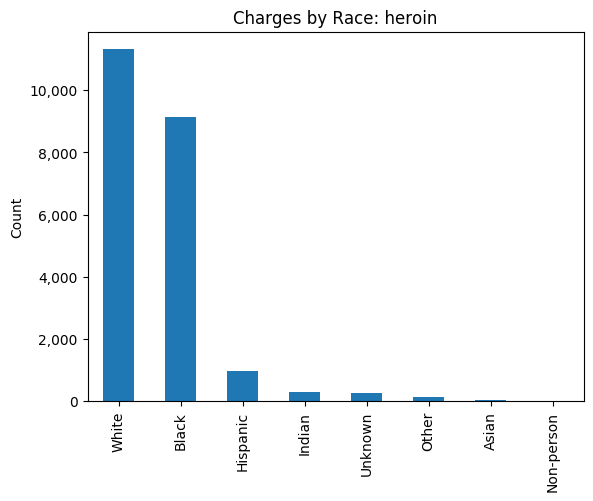 Charges by Race: heroin
Count
10,000
8,000
6,000
4,000
2,000
0
White
Black
Hispanic
Indian
Unknown
Other
Asian
Non-person